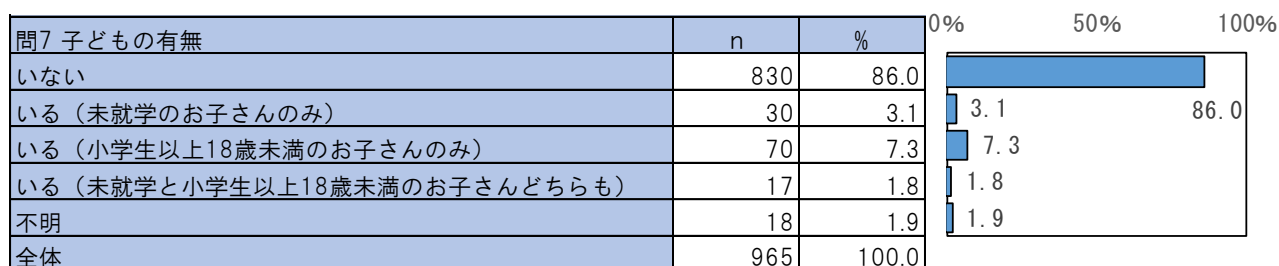 問7 子どもの有無 n % 0% 50% 100%
いない 830 86.0 86.0
いる（未就学のお子さんのみ） 30 3.1 3.1
いる（小学生以上18歳未満のお子さんのみ） 70 7.3 7.3
いる（未就学と小学生以上18歳未満のお子さんどちらも） 17 1.8 1.8
不明 18 1.9 1.9
全体 965 100.0